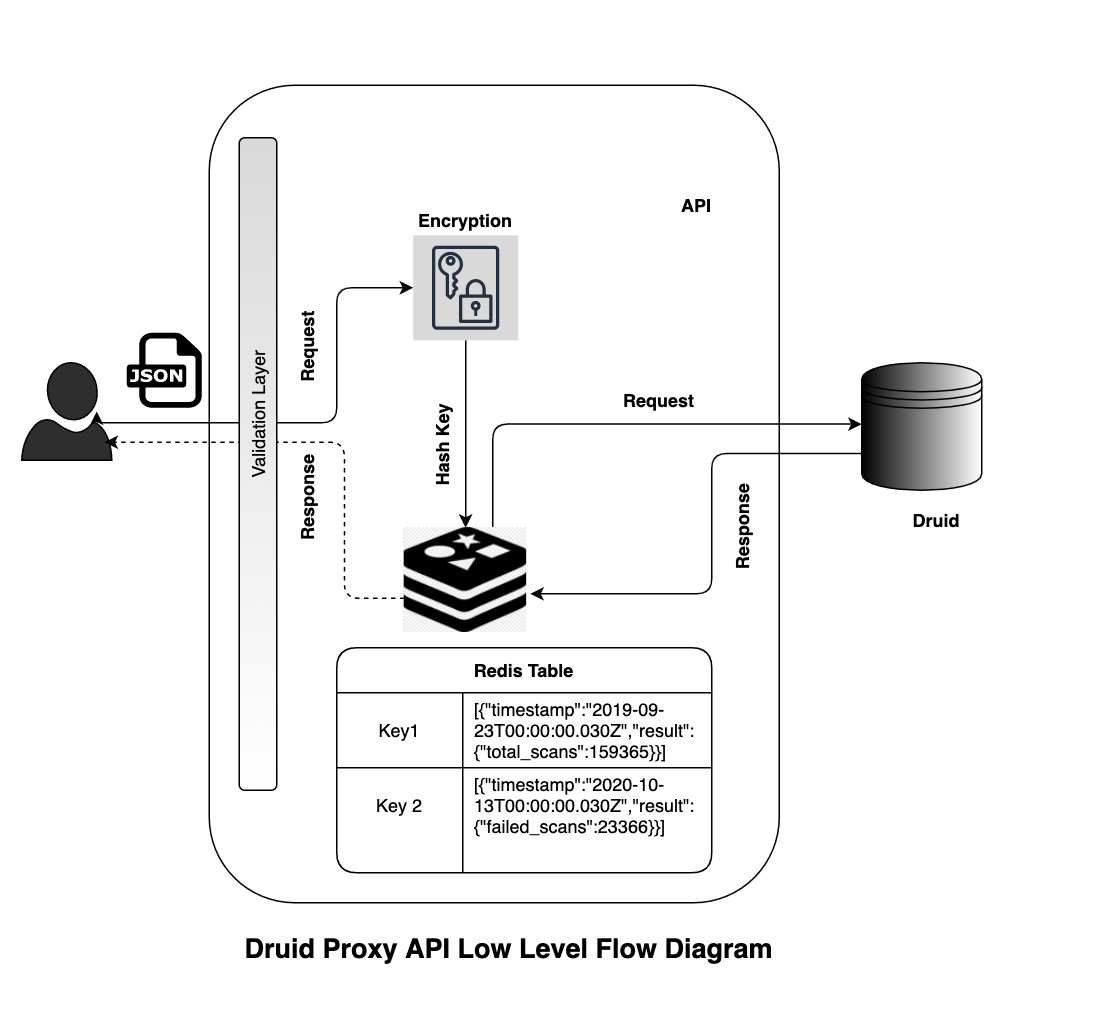 API
Encryption
Request
JSON
Validation Layer
Hash Key
Request
Response
Response
Druid
Redis Table
Key1
[{"timestamp":"2019-09-
23T00:00:00.030Z","result":
{"total_scans":159365}}]
Key 2
[{"timestamp":"2020-10-
13T00:00:00.030Z","result":
{"failed_scans":23366}}]
Druid Proxy API Low Level Flow Diagram